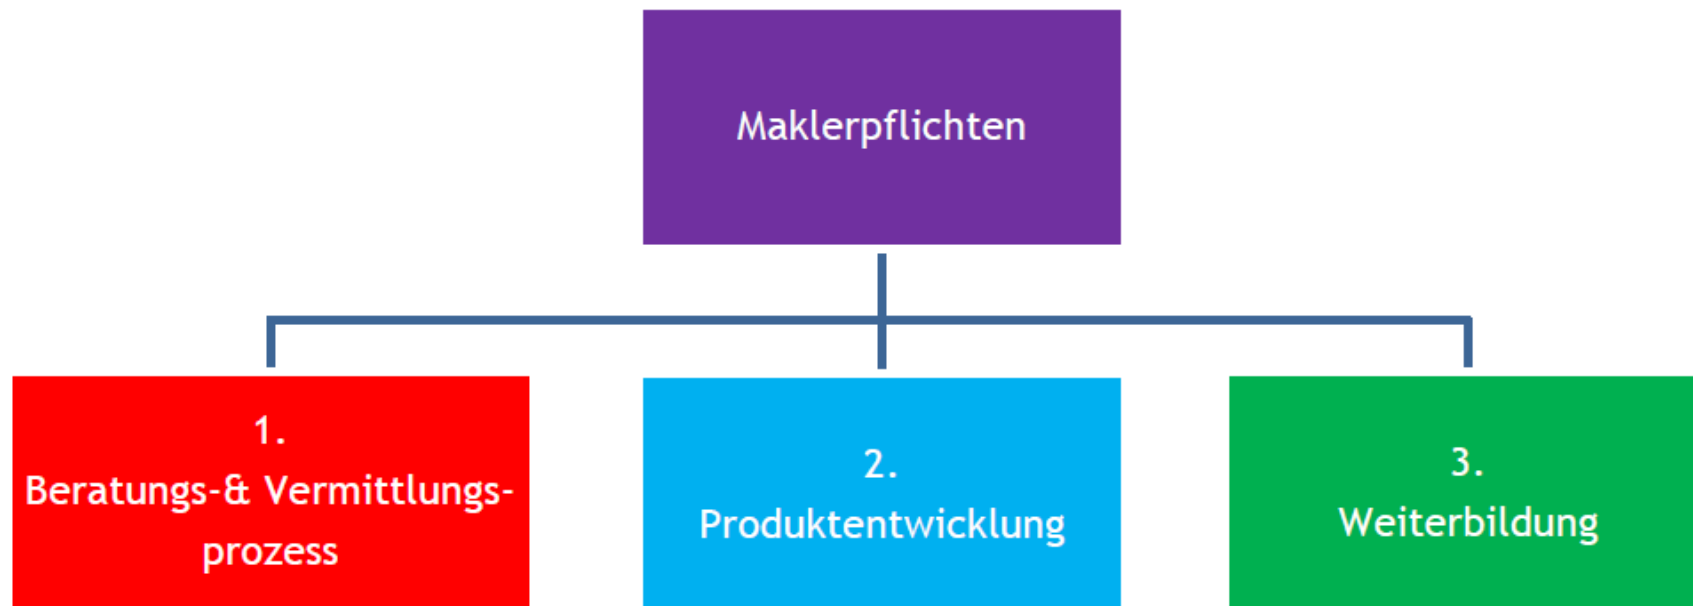 Maklerpflichten
1.
Beratungs-& Vermittlungs-
prozess
2.
Produktentwicklung
3.
Weiterbildung